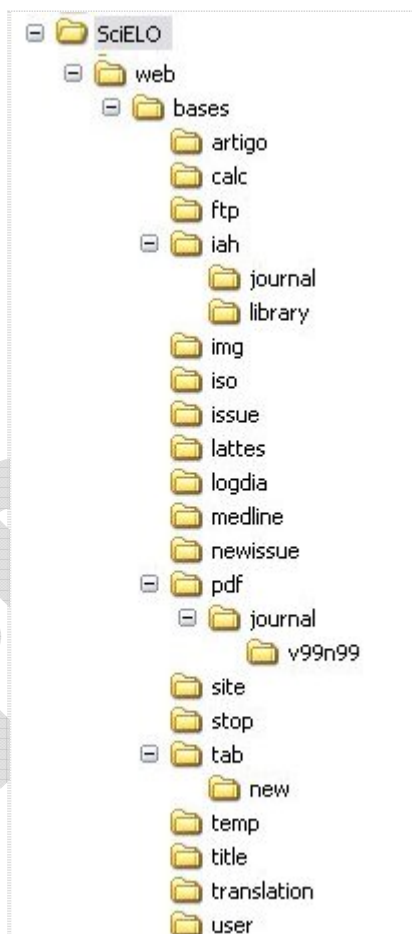 SciELO
web
bases
artigo
calc
ftp
iah
journal
library
img
iso
issue
lattes
logdia
medline
newissue
pdf
journal
v99n99
site
stop
tab
new
temp
title
translation
user